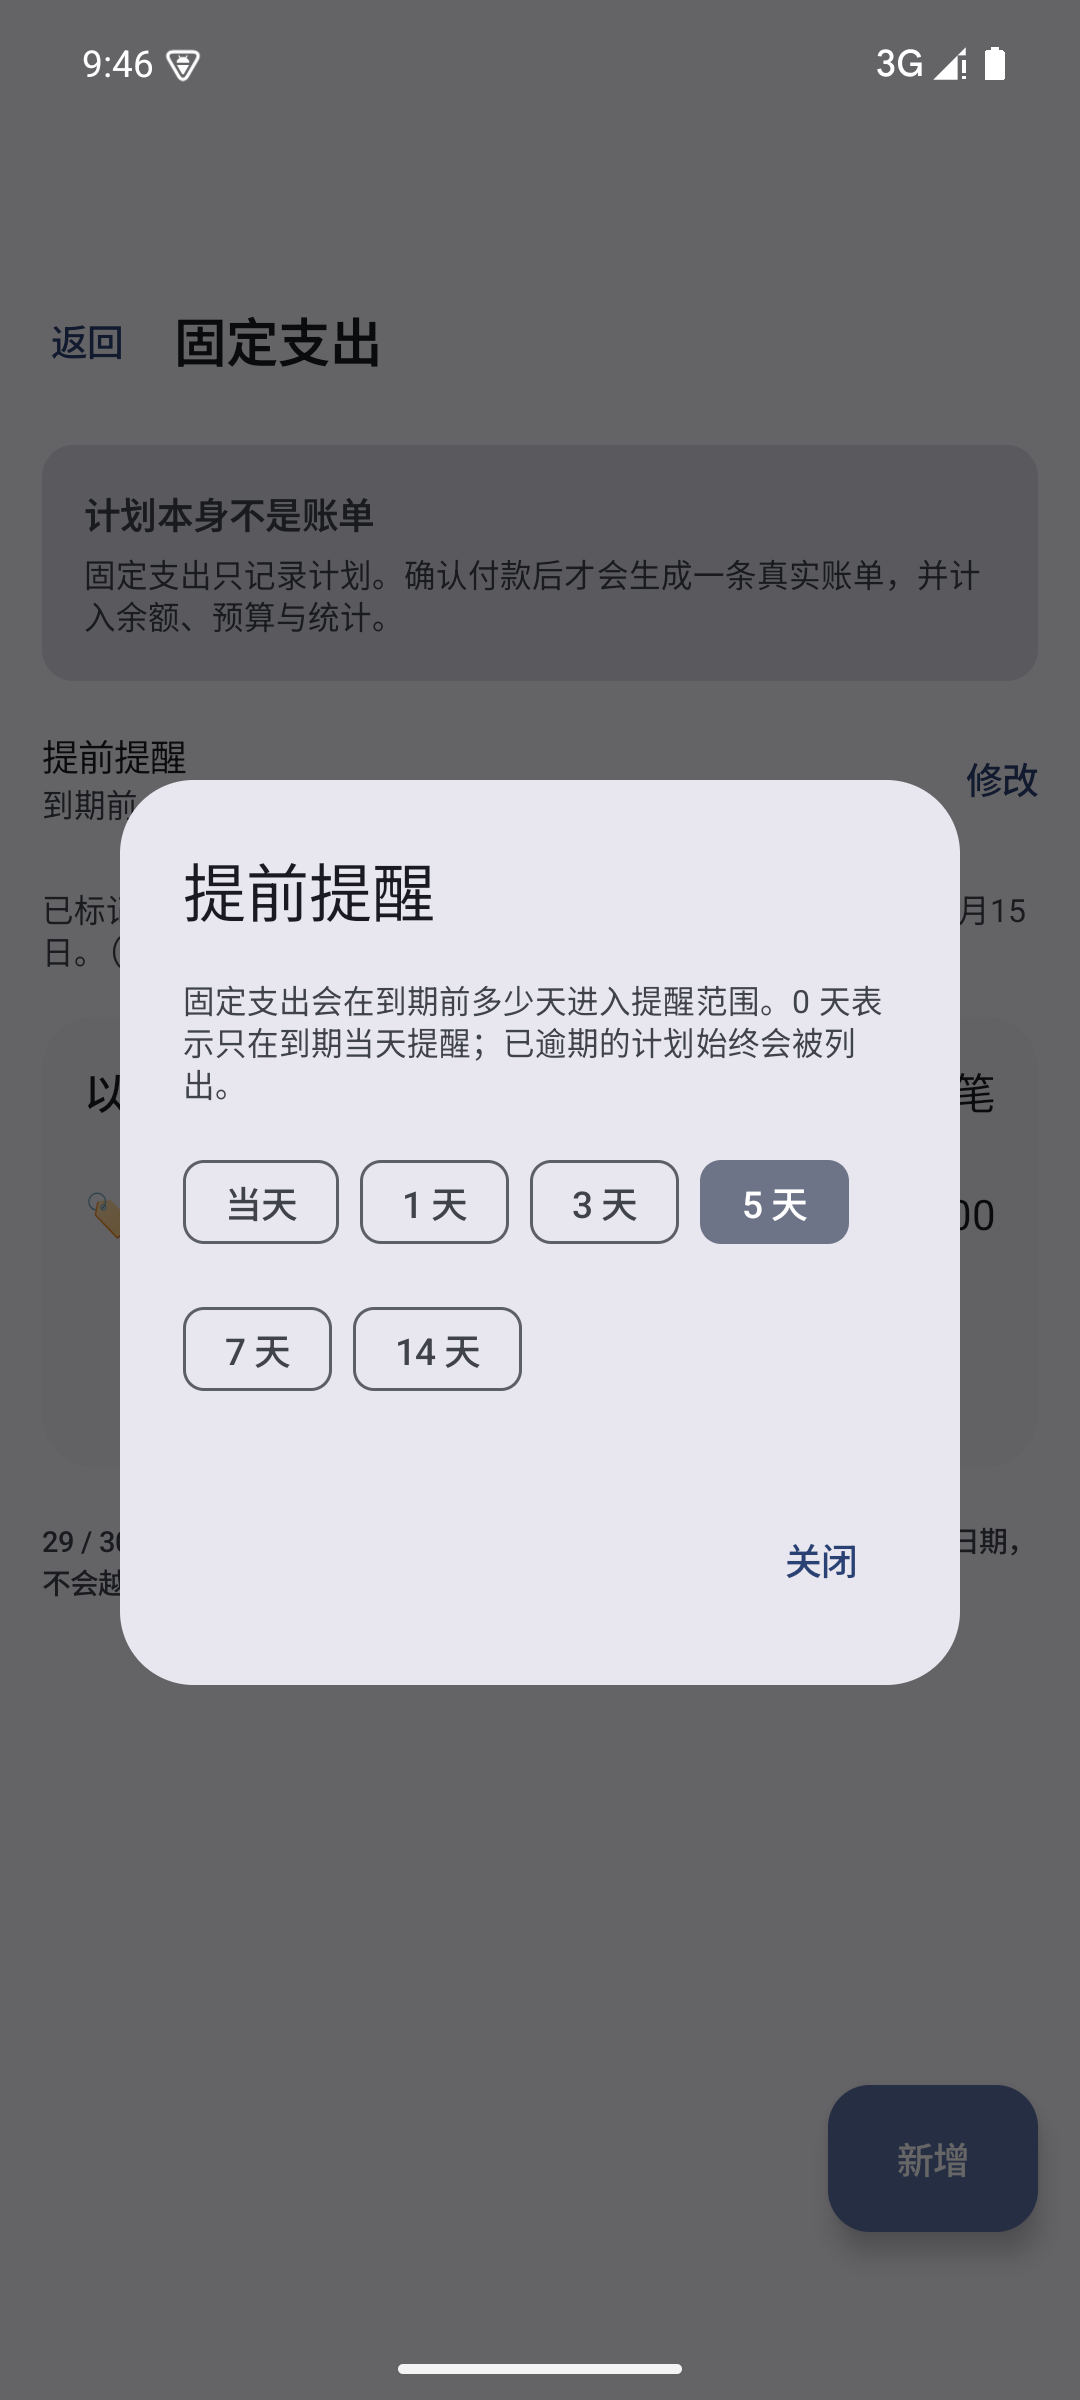 9:46
3G
返回
固定支出
计划本身不是账单
固定支出只记录计划。确认付款后才会生成一条真实账单，并计
入余额、预算与统计。
提前提醒
到期前
修改
已标
月15
日。（
以
笔
00
29 / 30
日期，
不会越
提前提醒
固定支出会在到期前多少天进入提醒范围。0 天表
示只在到期当天提醒；已逾期的计划始终会被列
出。
当天
1 天
3 天
5 天
7 天
14 天
关闭
新增